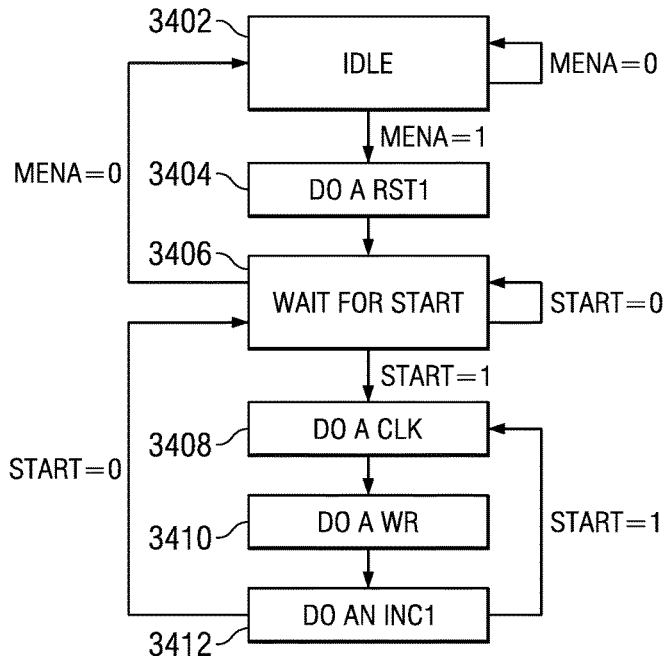 3402
IDLE
MENA=0
MENA=1
MENA=0
3404
DO A RST1
3406
WAIT FOR START
START=0
START=1
3408
DO A CLK
START=0
3410
DO A WR
START=1
DO AN INC1
3412